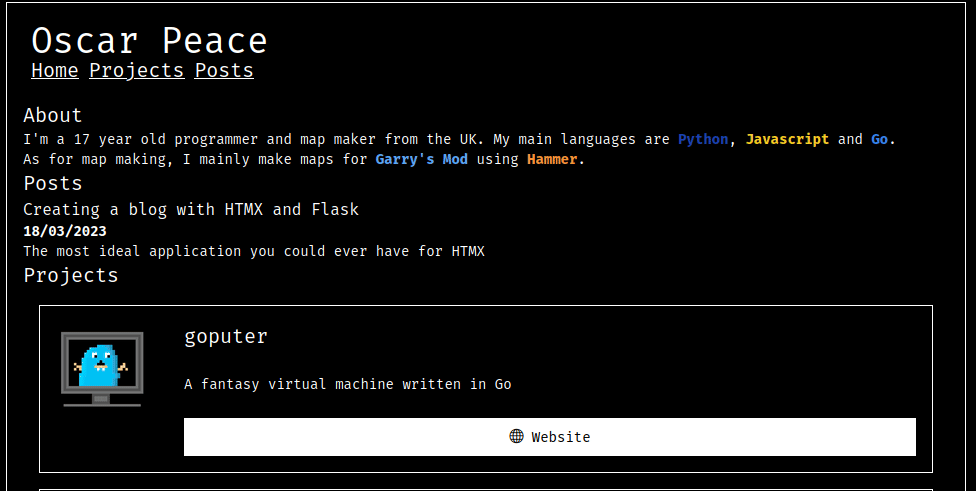 Oscar Peace
Home Projects Posts
About
I'm a 17 year old programmer and map maker from the UK. My main languages are Python, Javascript and Go.
As for map making, I mainly make maps for Garry's Mod using Hammer.
Posts
Creating a blog with HTMX and Flask
18/03/2023
The most ideal application you could ever have for HTMX
Projects
goputer
A fantasy virtual machine written in Go
Website